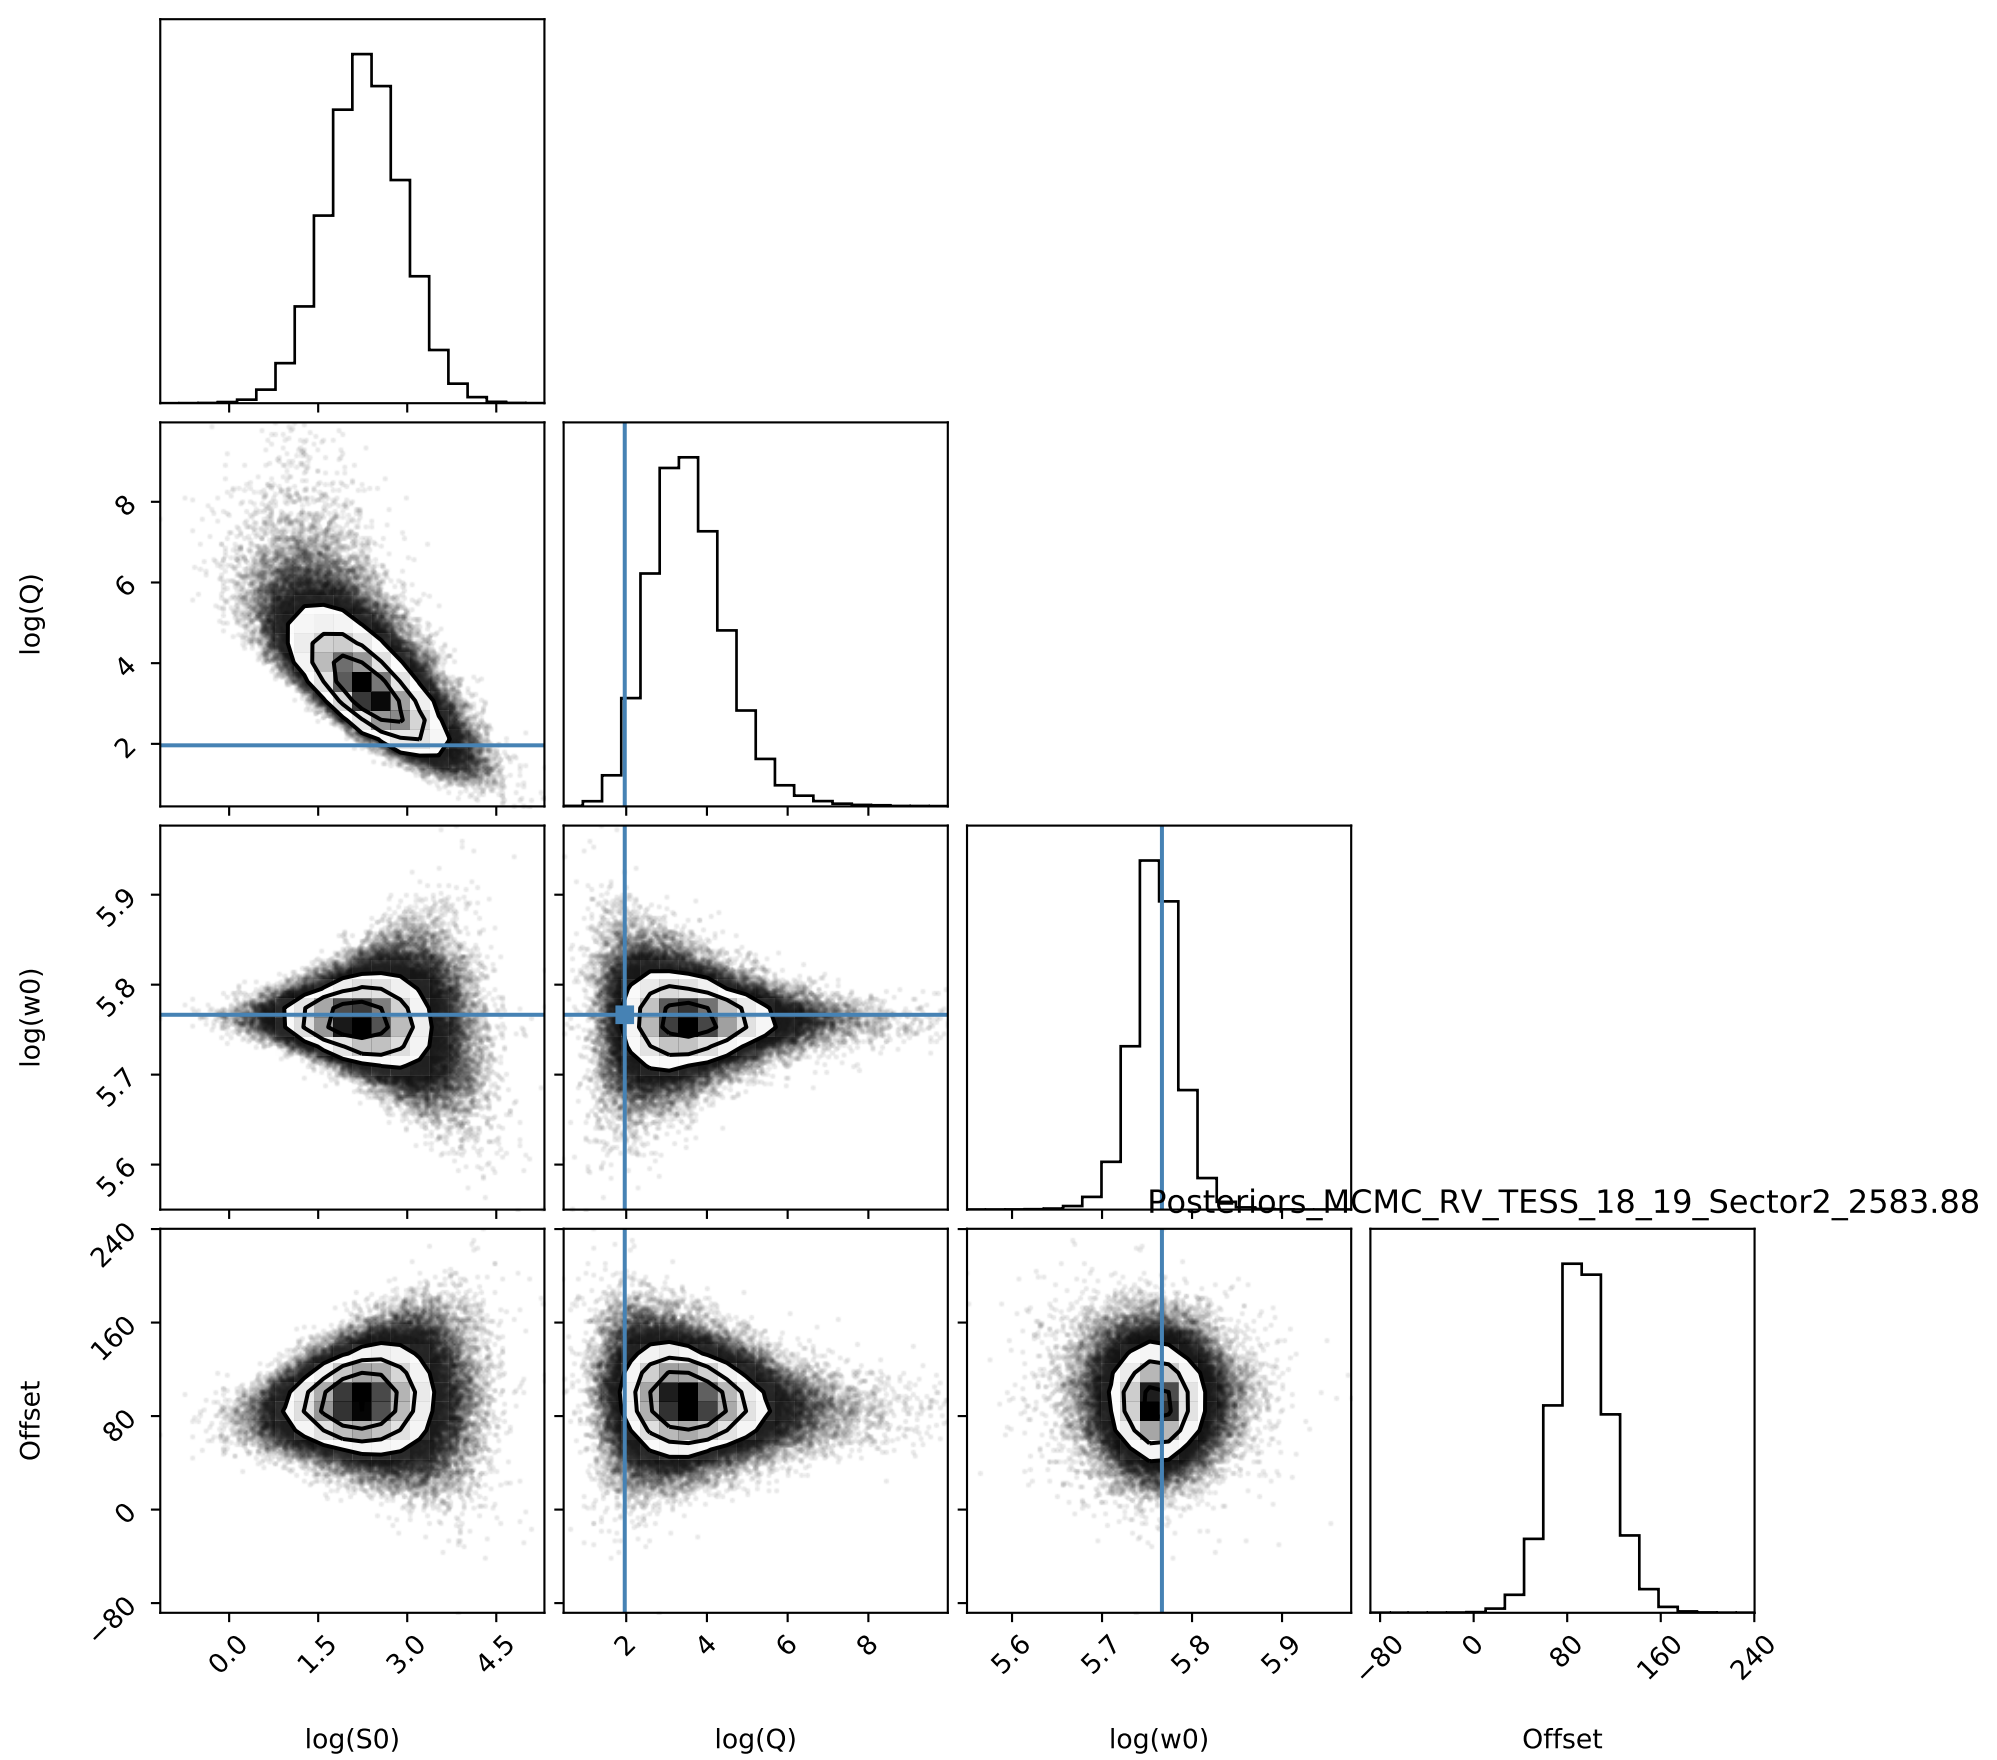 log(Q)
8
6
4
2
log(w0)
5.9
5.8
5.7
5.6
Posteriors_MCMC_RV_TESS_18_19_Sector2_2583.88
Offset
240
160
80
0
−80
0.0 1.5 3.0 4.5 2 4 6 8 5.6 5.7 5.8 5.9 −80 0 80 160 240
log(S0) log(Q) log(w0) Offset